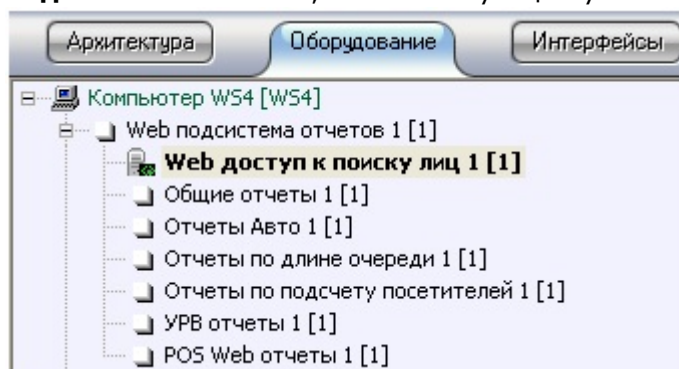 Архитектура Оборудование Интерфейсы
Компьютер WS4 [WS4]
Web подсистема отчетов 1 [1]
Web доступ к поиску лиц 1 [1]
Общие отчеты 1 [1]
Отчеты Авто 1 [1]
Отчеты по длине очереди 1 [1]
Отчеты по подсчету посетителей 1 [1]
УРВ отчеты 1 [1]
POS Web отчеты 1 [1]